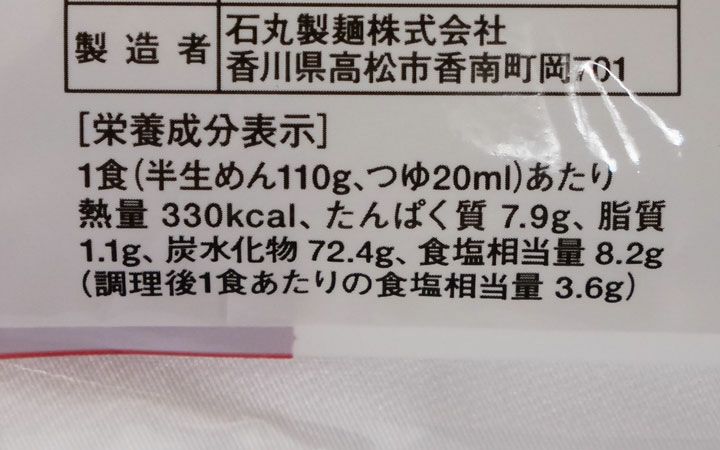 製造者
石丸製麺株式会社
香川県高松市香南町岡701
[栄養成分表示]
1食(半生めん110g、つゆ20ml)あたり
熱量 330kcal、たんぱく質 7.9g、脂質
1.1g、炭水化物 72.4g、食塩相当量 8.2g
(調理後1食あたりの食塩相当量 3.6g)